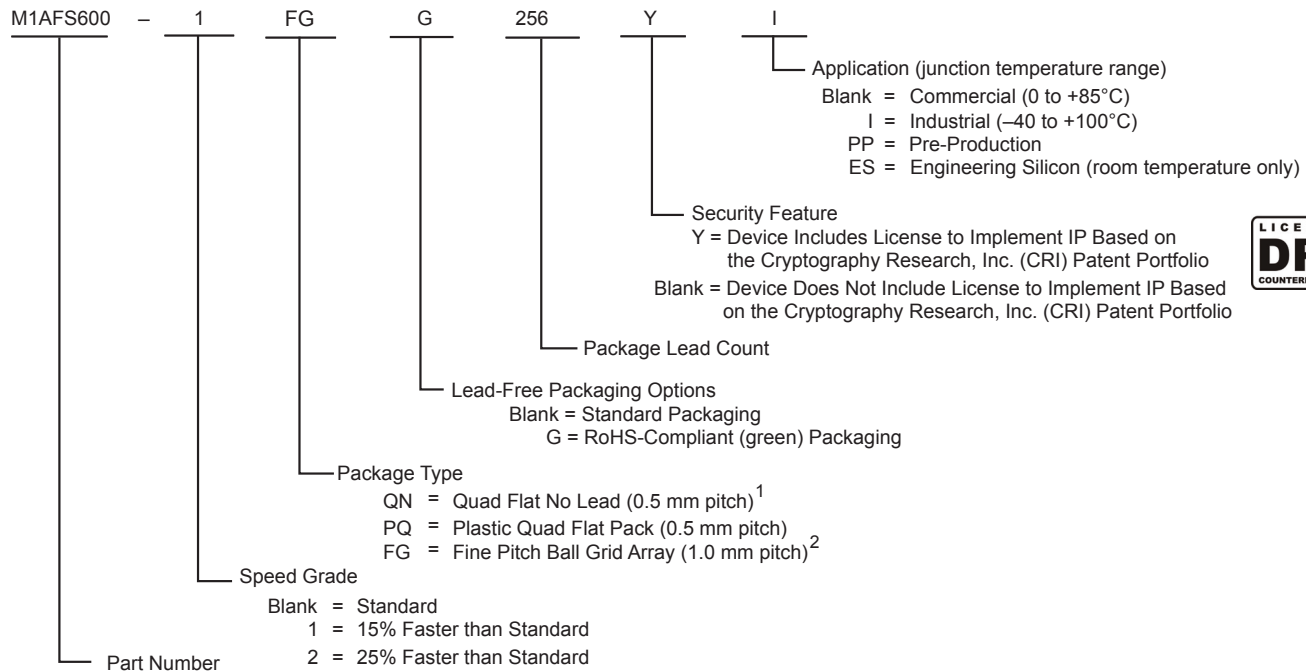 M1AFS600 – 1 FG G 256 Y I
Application (junction temperature range)
Blank = Commercial (0 to +85°C)
I = Industrial (–40 to +100°C)
PP = Pre-Production
ES = Engineering Silicon (room temperature only)
Security Feature
Y = Device Includes License to Implement IP Based on
the Cryptography Research, Inc. (CRI) Patent Portfolio
Blank = Device Does Not Include License to Implement IP Based
on the Cryptography Research, Inc. (CRI) Patent Portfolio
Package Lead Count
Lead-Free Packaging Options
Blank = Standard Packaging
G = RoHS-Compliant (green) Packaging
Package Type
QN = Quad Flat No Lead (0.5 mm pitch)1
PQ = Plastic Quad Flat Pack (0.5 mm pitch)
FG = Fine Pitch Ball Grid Array (1.0 mm pitch)2
Speed Grade
Blank = Standard
1 = 15% Faster than Standard
2 = 25% Faster than Standard
Part Number